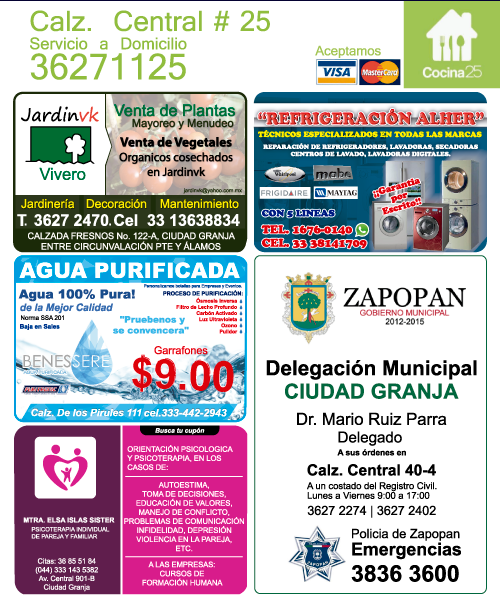 Calz. Central # 25
Servicio a Domicilio
36271125
Aceptamos
VISA
MasterCard
Cocina25
Jardinvk
Vivero
Venta de Plantas
Mayoreo y Menudeo
Venta de Vegetales
Organicos cosechados
en Jardinvk
jardinvk@yahoo.com.mx
Jardinería Decoración Mantenimiento
T. 3627 2470. Cel 33 13638834
CALZADA FRESNOS No. 122-A, CIUDAD GRANJA
ENTRE CIRCUNVALACIÓN PTE Y ÁLAMOS
"REFRIGERACIÓN ALHER"
TÉCNICOS ESPECIALIZADOS EN TODAS LAS MARCAS
REPARACIÓN DE REFRIGERADORES, LAVADORAS, SECADORAS
CENTROS DE LAVADO, LAVADORAS DIGITALES.
Whirlpool
mabe
FRIGIDAIRE
MAYTAG
¡¡Garantía
por
Escrito!!
CON 5 LINEAS
TEL. 1676-0140
CEL. 33 38141709
AGUA PURIFICADA
Personalizamos botellas para Empresas y Eventos.
Agua 100% Pura!
de la Mejor Calidad
Norma SSA 201
Baja en Sales
PROCESO DE PURIFICACIÓN:
Ósmosis Inversa
Filtro de Lecho Profundo
Carbón Activado
Luz Ultravioleta
Ozono
Pulidor
"Pruebenos y
se convencera"
BENESSERE
Garrafones
$9.00
Calz. De los Pirules 111 cel.333-442-2943
ZAPOPAN
GOBIERNO MUNICIPAL
2012-2015
Delegación Municipal
CIUDAD GRANJA
Dr. Mario Ruiz Parra
Delegado
A sus órdenes en
Calz. Central 40-4
A un costado del Registro Civil.
Lunes a Viernes 9:00 a 17:00
3627 2274 | 3627 2402
ZAPOPAN
Policia de Zapopan
Emergencias
3836 3600
Busca tu cupón
MTRA. ELSA ISLAS SISTER
PSICOTERAPIA INDIVIDUAL
DE PAREJA Y FAMILIAR
Citas: 36 85 51 84
(044) 333 143 5382
Av. Central 901-B
Ciudad Granja
ORIENTACIÓN PSICOLOGICA
Y PSICOTERAPIA, EN LOS
CASOS DE:
AUTOESTIMA,
TOMA DE DECISIONES,
EDUCACIÓN DE VALORES,
MANEJO DE CONFLICTO,
PROBLEMAS DE COMUNICACIÓN
INFIDELIDAD, DEPRESIÓN
VIOLENCIA EN LA PAREJA,
ETC.
A LAS EMPRESAS:
CURSOS DE
FORMACIÓN HUMANA